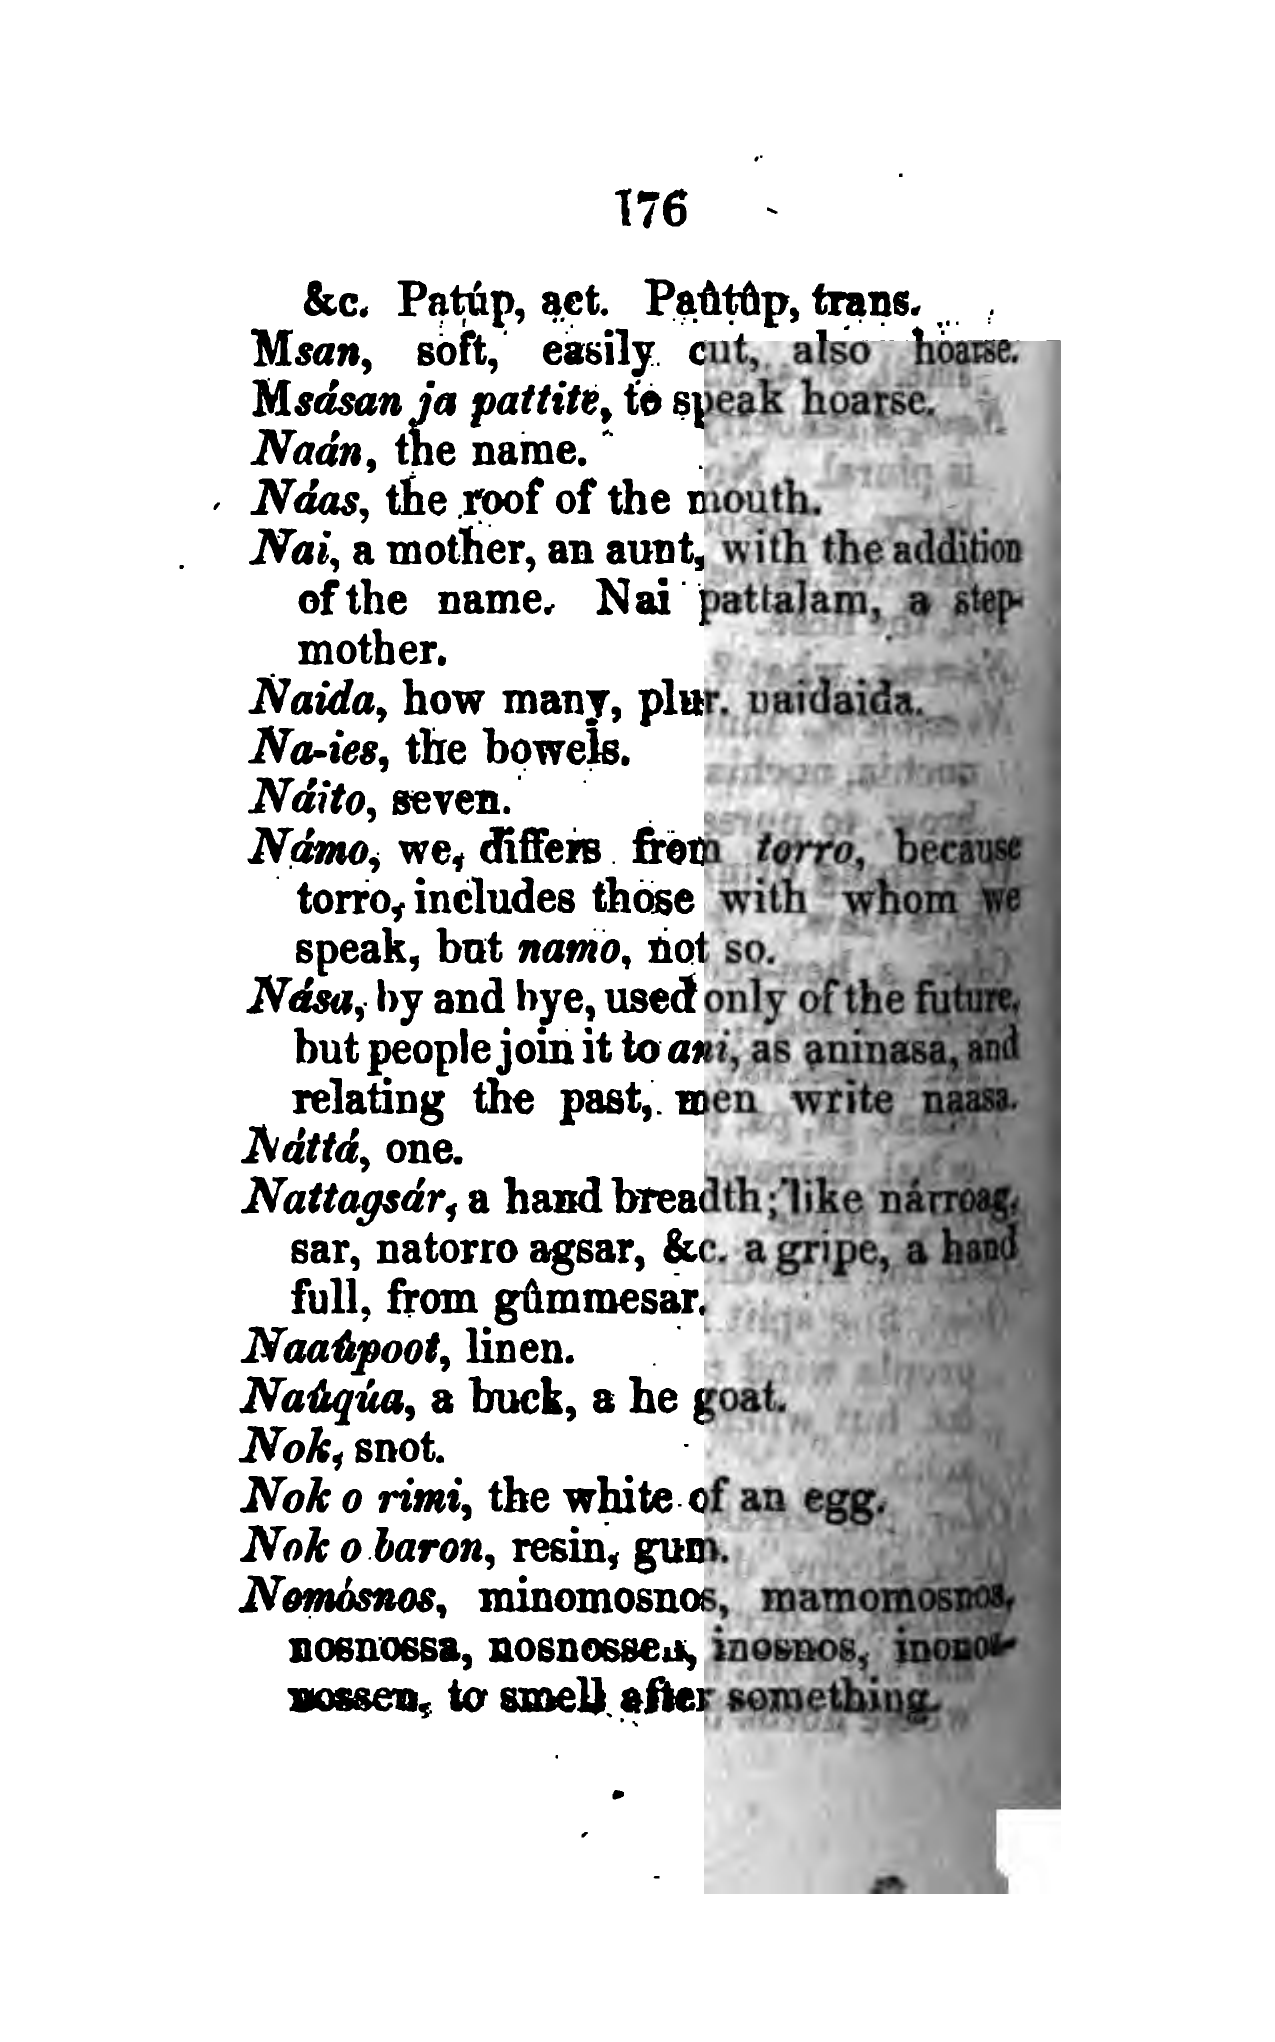 176
&c. Patúp, act. Paûtûp, trans.
Msan, soft, easily cut, also hoarse.
Msásan ja pattite, to speak hoarse.
Naán, the name.
Náas, the roof of the mouth.
Nai, a mother, an aunt, with the addition
of the name. Nai pattalam, a step-
mother.
Naida, how many, plur. naidaida.
Na-ies, the bowels.
Náito, seven.
Námo, we, differs from torro, because
torro, includes those with whom we
speak, but namo, not so.
Nása, by and bye, used only of the future,
but people join it to ani, as aninasa, and
relating the past, men write naasa.
Náttá, one.
Nattagsár, a hand breadth; like nárroag,
sar, natorro agsar, &c. a gripe, a hand
full, from gûmmesar.
Naaûpoot, linen.
Naûqúa, a buck, a he goat.
Nok, snot.
Nok o rimi, the white of an egg.
Nok o baron, resin, gum.
Nomósnos, minomosnos, mamomosnos,
nosnossa, nosnossen, inosnos, inonos-
nossen, to smell after something.